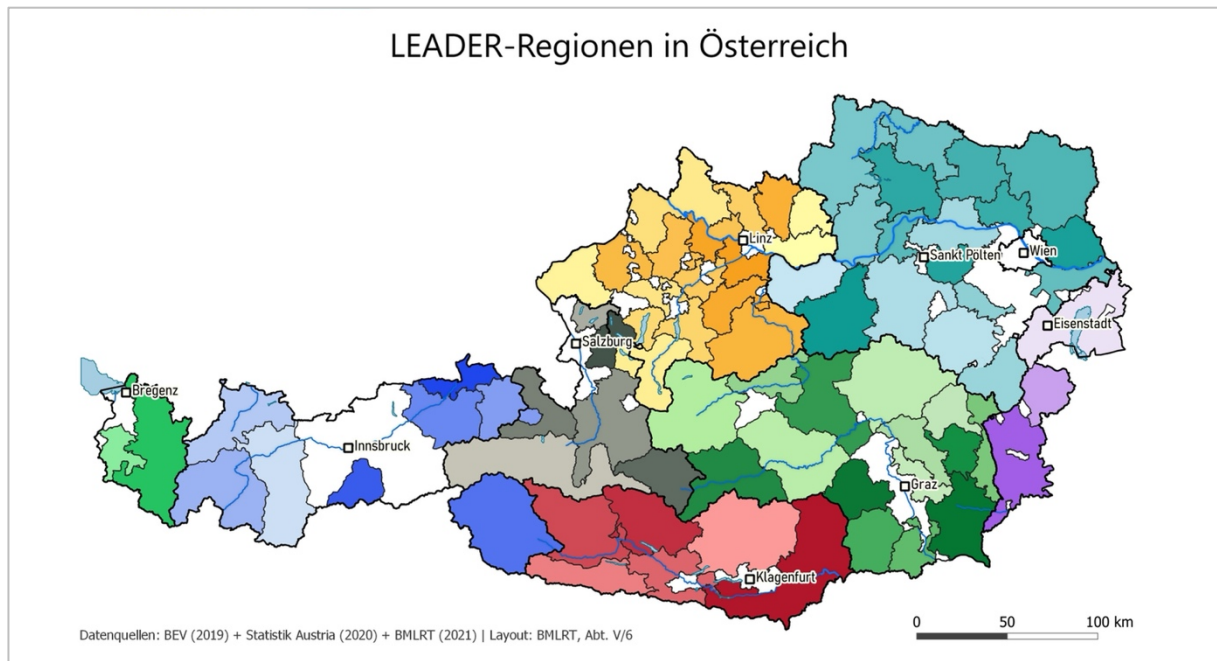 LEADER-Regionen in Österreich
Linz
Sankt Pölten
Wien
Eisenstadt
Salzburg
Bregenz
Innsbruck
Graz
Klagenfurt
Datenquellen: BEV (2019) + Statistik Austria (2020) + BMLRT (2021) | Layout: BMLRT, Abt. V/6
0 50 100 km